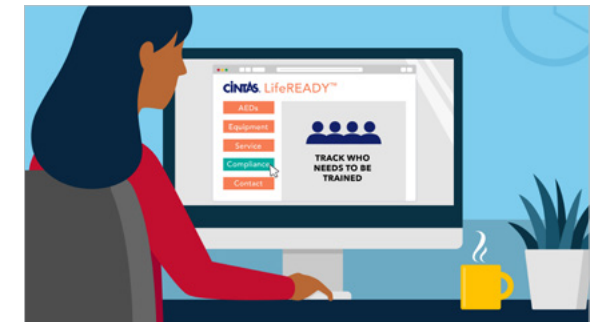 CINTAS. LifeREADY™
AEDs
Equipment
Service
Compliance
Contact
TRACK WHO
NEEDS TO BE
TRAINED